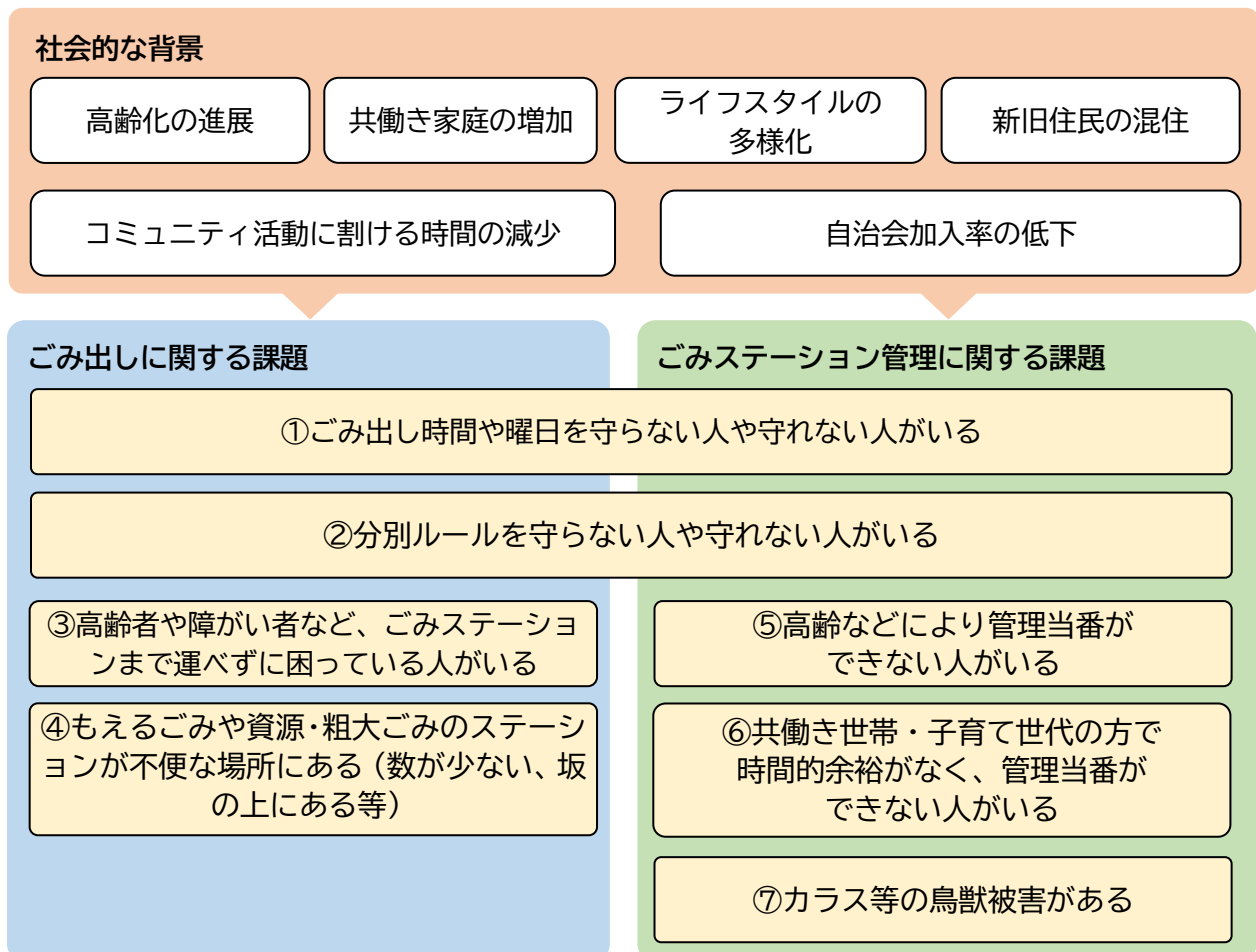 社会的な背景
高齢化の進展
共働き家庭の増加
ライフスタイルの
多様化
新旧住民の混住
コミュニティ活動に割ける時間の減少
自治会加入率の低下
ごみ出しに関する課題
ごみステーション管理に関する課題
①ごみ出し時間や曜日を守らない人や守れない人がいる
②分別ルールを守らない人や守れない人がいる
③高齢者や障がい者など、ごみステーショ
ンまで運べずに困っている人がいる
④もえるごみや資源・粗大ごみのステーシ
ョンが不便な場所にある（数が少ない、坂
の上にある等）
⑤高齢などにより管理当番が
できない人がいる
⑥共働き世帯・子育て世代の方で
時間的余裕がなく、管理当番が
できない人がいる
⑦カラス等の鳥獣被害がある